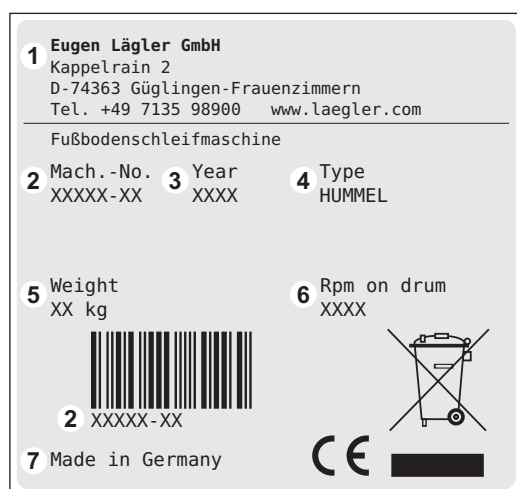 1 Eugen Lägler GmbH
Kappelrain 2
D-74363 Güglingen-Frauenzimmern
Tel. +49 7135 98900 www.laegler.com
Fußbodenschleifmaschine
2 Mach.-No. 3 Year 4 Type
XXXXX-XX XXXX HUMMEL
5 Weight 6 Rpm on drum
XX kg XXXX
2 XXXXX-XX
7 Made in Germany CE